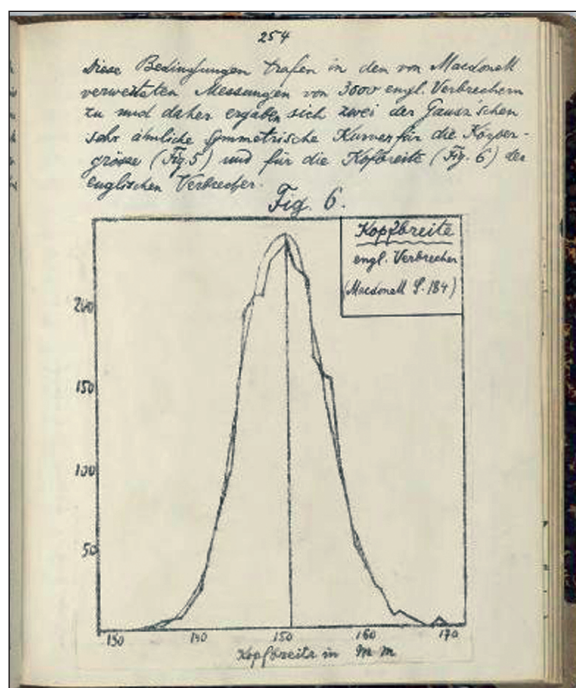 254
Diese Bedingungen trafen in den von Macdonell
verwerteten Messungen von 3000 engl. Verbrechern
zu und daher ergaben sich zwei der Gauss'schen
sehr ähnliche symmetrische Kurven für die Körper-
grösse (Fig. 5) und für die Kopfbreite (Fig. 6) der
englischen Verbrecher.
Fig. 6.
Kopfbreite
engl. Verbrecher
(Macdonell S. 184)
200
150
100
50
130 140 150 160 170
Kopfbreite in mm